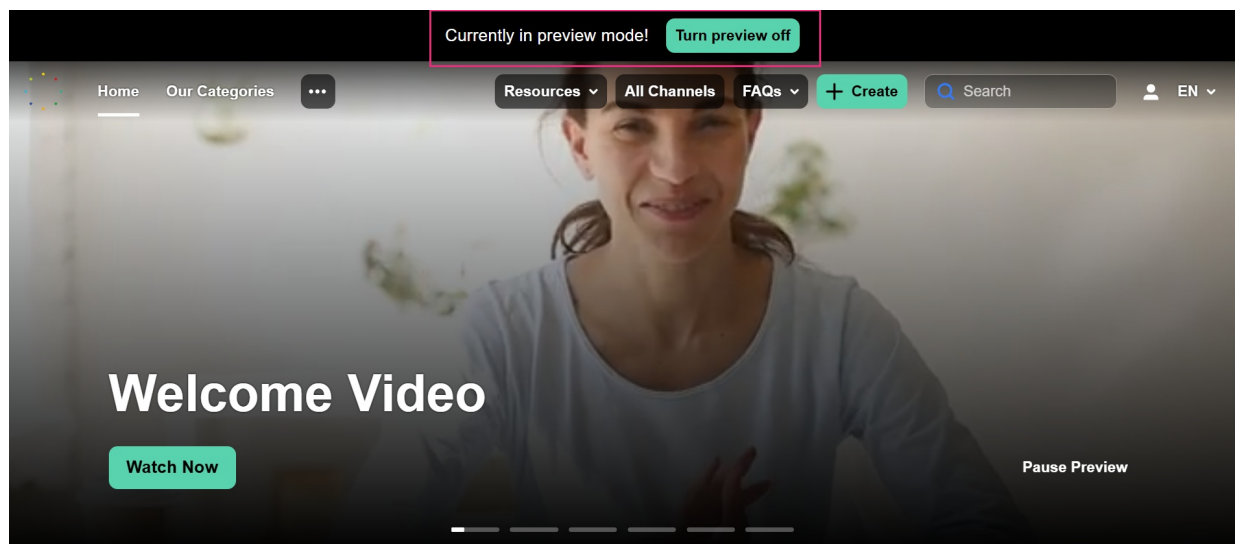 Currently in preview mode! Turn preview off
Home Our Categories ••• Resources All Channels FAQs + Create Search EN
Welcome Video
Watch Now Pause Preview